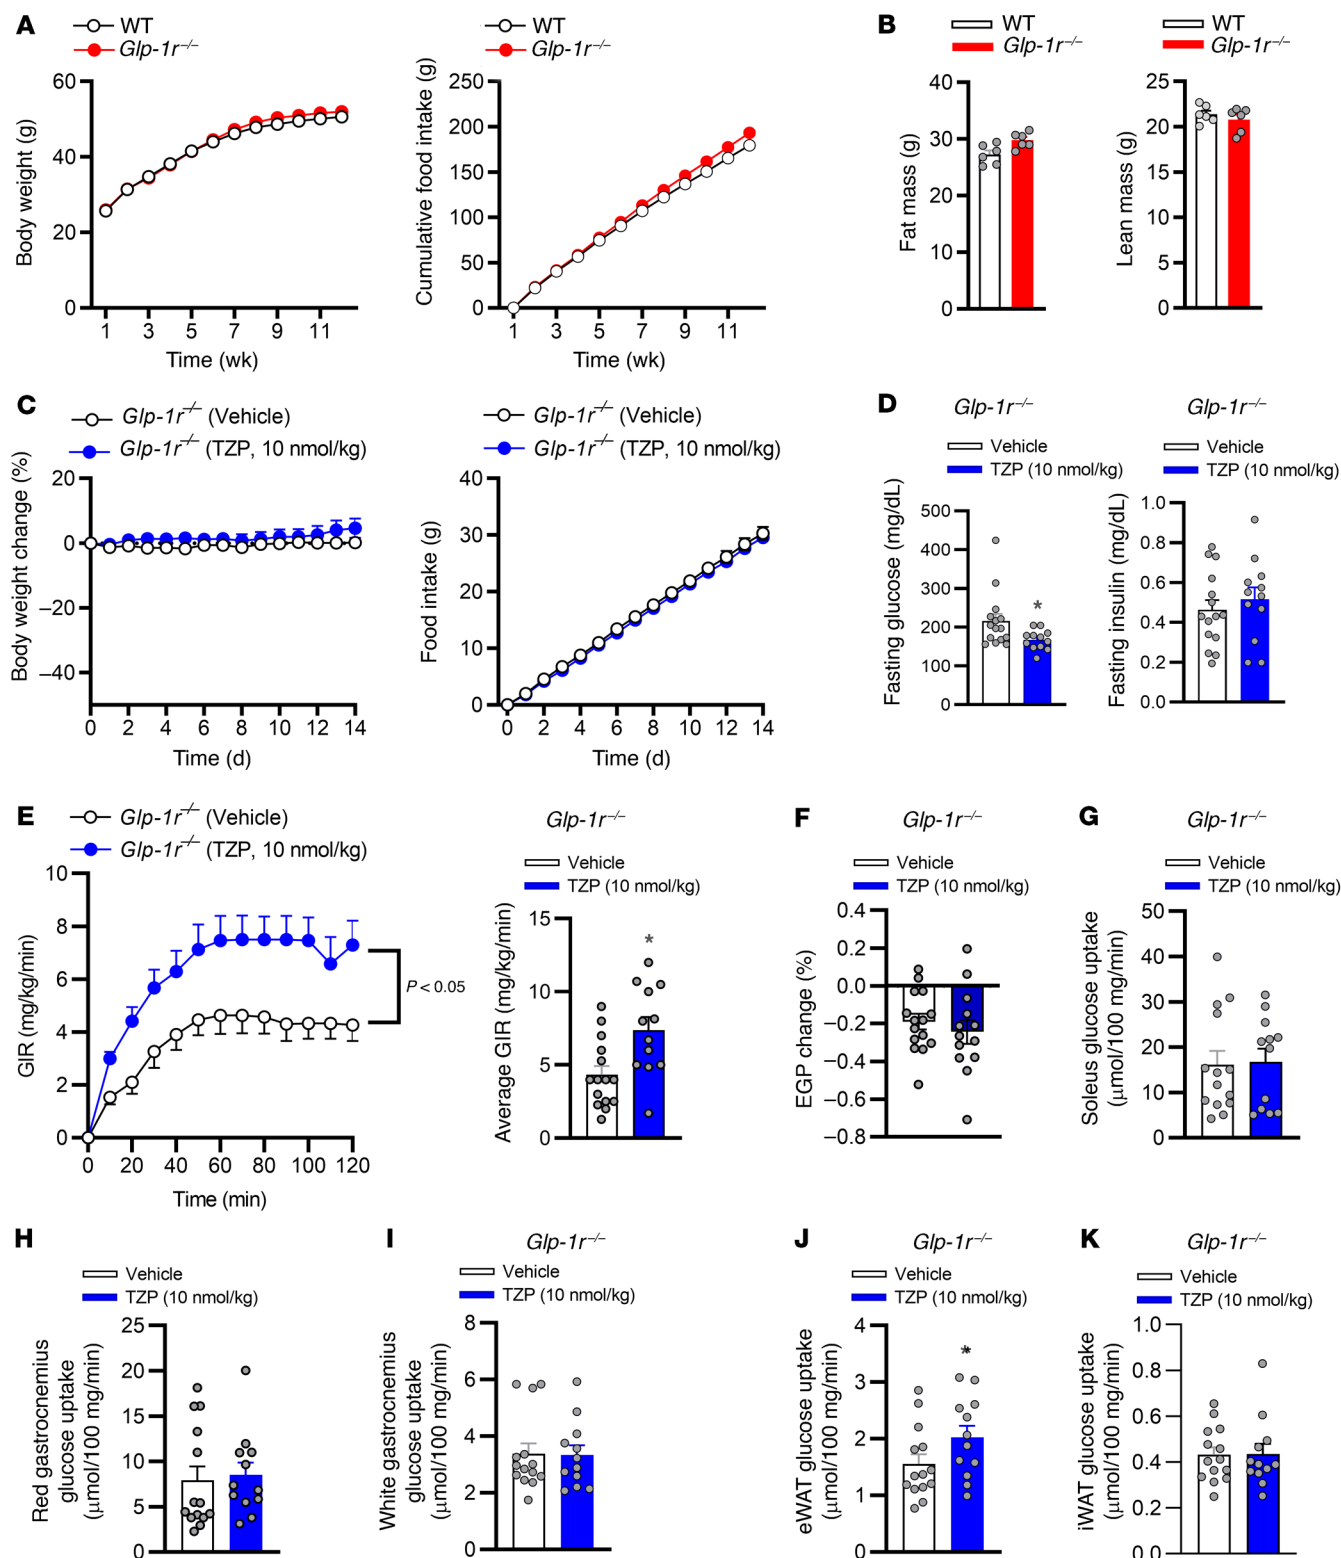 A
WT
Glp-1r–/–
Body weight (g)
60
40
20
0
1 3 5 7 9 11
Time (wk)
WT
Glp-1r–/–
Cumulative food intake (g)
250
200
150
100
50
0
1 3 5 7 9 11
Time (wk)
B
WT
Glp-1r–/–
Fat mass (g)
40
30
20
10
0
WT
Glp-1r–/–
Lean mass (g)
25
20
15
10
5
0
C
Glp-1r–/– (Vehicle)
Glp-1r–/– (TZP, 10 nmol/kg)
Body weight change (%)
20
0
–20
–40
0 2 4 6 8 10 12 14
Time (d)
Glp-1r–/– (Vehicle)
Glp-1r–/– (TZP, 10 nmol/kg)
Food intake (g)
40
30
20
10
0
0 2 4 6 8 10 12 14
Time (d)
D
Glp-1r–/–
Vehicle
TZP (10 nmol/kg)
Fasting glucose (mg/dL)
500
400
300
200
100
0
*
Glp-1r–/–
Vehicle
TZP (10 nmol/kg)
Fasting insulin (mg/dL)
1.0
0.8
0.6
0.4
0.2
0.0
E
Glp-1r–/– (Vehicle)
Glp-1r–/– (TZP, 10 nmol/kg)
GIR (mg/kg/min)
10
8
6
4
2
0
0 20 40 60 80 100 120
Time (min)
P < 0.05
Glp-1r–/–
Vehicle
TZP (10 nmol/kg)
Average GIR (mg/kg/min)
15
10
5
0
*
F
Glp-1r–/–
Vehicle
TZP (10 nmol/kg)
EGP change (%)
0.4
0.2
0.0
–0.2
–0.4
–0.6
–0.8
G
Glp-1r–/–
Vehicle
TZP (10 nmol/kg)
Soleus glucose uptake
(μmol/100 mg/min)
50
40
30
20
10
0
H
Vehicle
TZP (10 nmol/kg)
Red gastrocnemius
glucose uptake
(μmol/100 mg/min)
25
20
15
10
5
0
I
Glp-1r–/–
Vehicle
TZP (10 nmol/kg)
White gastrocnemius
glucose uptake
(μmol/100 mg/min)
8
6
4
2
0
J
Glp-1r–/–
Vehicle
TZP (10 nmol/kg)
eWAT glucose uptake
(μmol/100 mg/min)
4
3
2
1
0
*
K
Glp-1r–/–
Vehicle
TZP (10 nmol/kg)
iWAT glucose uptake
(μmol/100 mg/min)
1.0
0.8
0.6
0.4
0.2
0.0